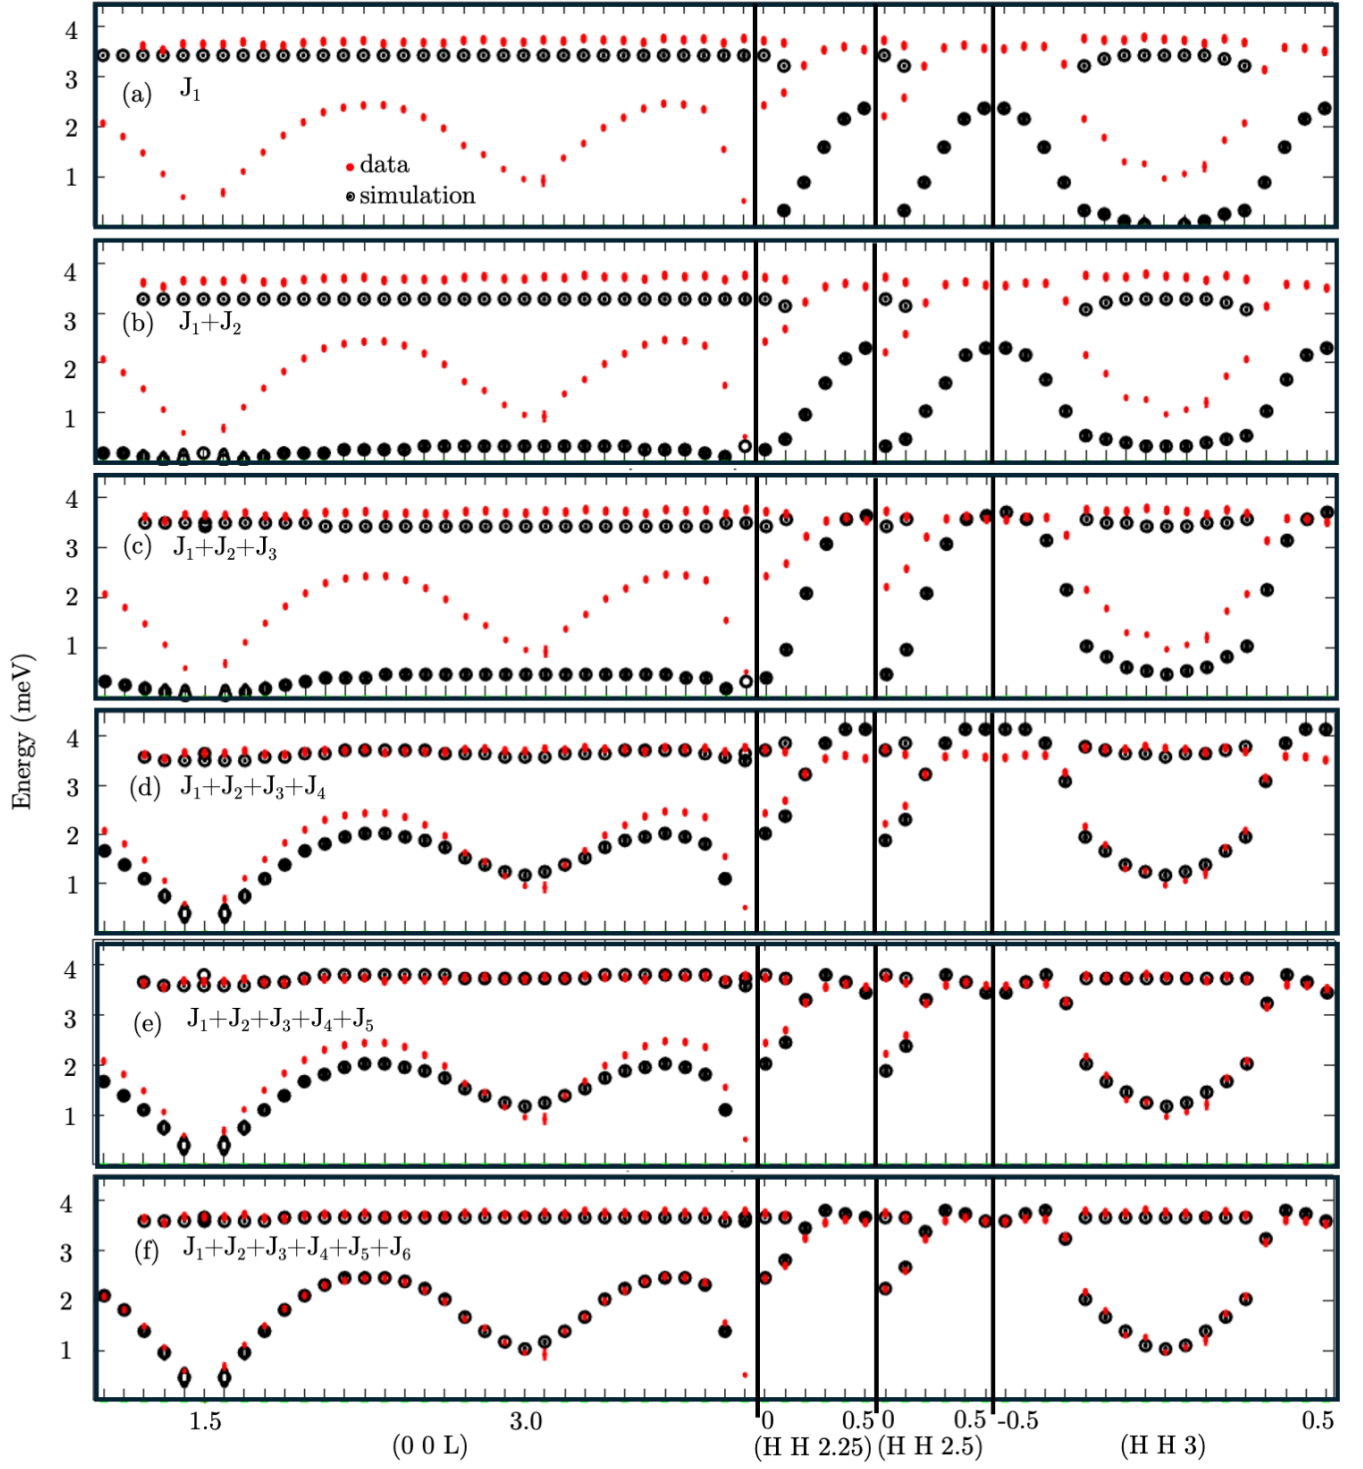 4
3
2
1
(a) J₁
data
simulation
4
3
2
1
(b) J₁+J₂
4
3
2
1
(c) J₁+J₂+J₃
Energy (meV)
4
3
2
1
(d) J₁+J₂+J₃+J₄
4
3
2
1
(e) J₁+J₂+J₃+J₄+J₅
4
3
2
1
(f) J₁+J₂+J₃+J₄+J₅+J₆
1.5 3.0 0 0.5 0 0.5 -0.5 0.5
(0 0 L) (H H 2.25) (H H 2.5) (H H 3)